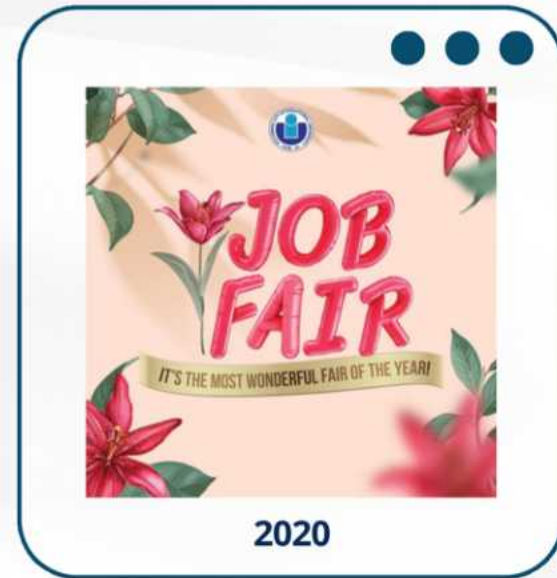 JOB
FAIR
IT'S THE MOST WONDERFUL FAIR OF THE YEAR!
2020